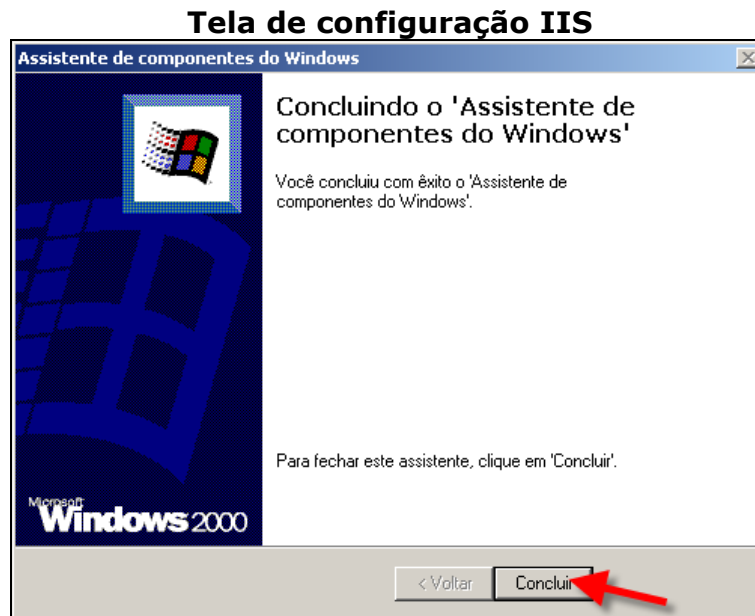 Tela de configuração IIS
Assistente de componentes do Windows
Concluindo o 'Assistente de
componentes do Windows'
Você concluiu com êxito o 'Assistente de
componentes do Windows'.
Para fechar este assistente, clique em 'Concluir'.
Microsoft
Windows 2000
< Voltar
Concluir